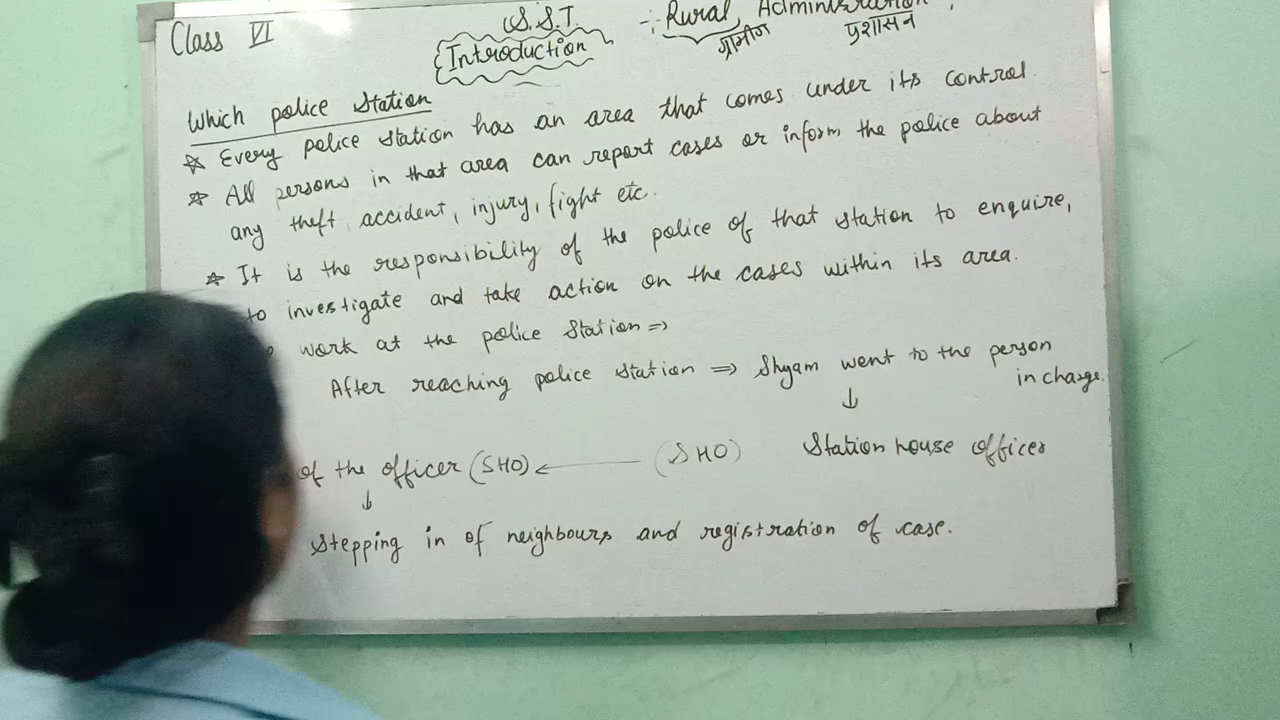 Class VI S.S.T. -: Rural Administration
ग्रामीण प्रशासन
Introduction
Which police station
☆ Every police station has an area that comes under its control.
☆ All persons in that area can report cases or inform the police about
any theft, accident, injury, fight etc.
☆ It is the responsibility of the police of that station to enquire,
to investigate and take action on the cases within its area.
work at the police station ⇒
After reaching police station ⇒ Shyam went to the person
in charge.
↓
of the officer (SHO) ← (SHO) Station house officer
↓
Stepping in of neighbours and registration of case.